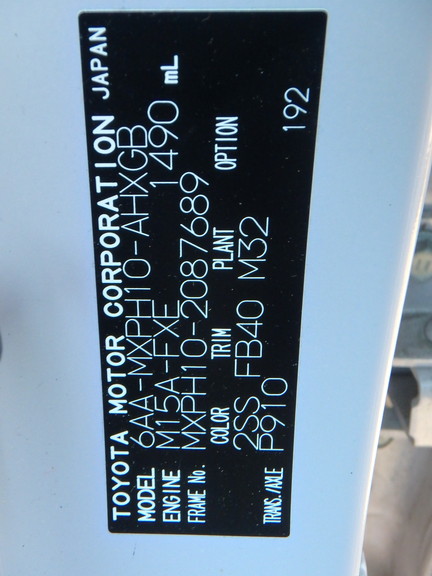 TOYOTA MOTOR CORPORATION JAPAN
MODEL 6AA-MXPH10-AHXGB
ENGINE M15A-FXE 1490 mL
FRAME No. MXPH10-2087689
COLOR TRIM PLANT OPTION
2SS FB40 M32
TRANS./AXLE P910 192